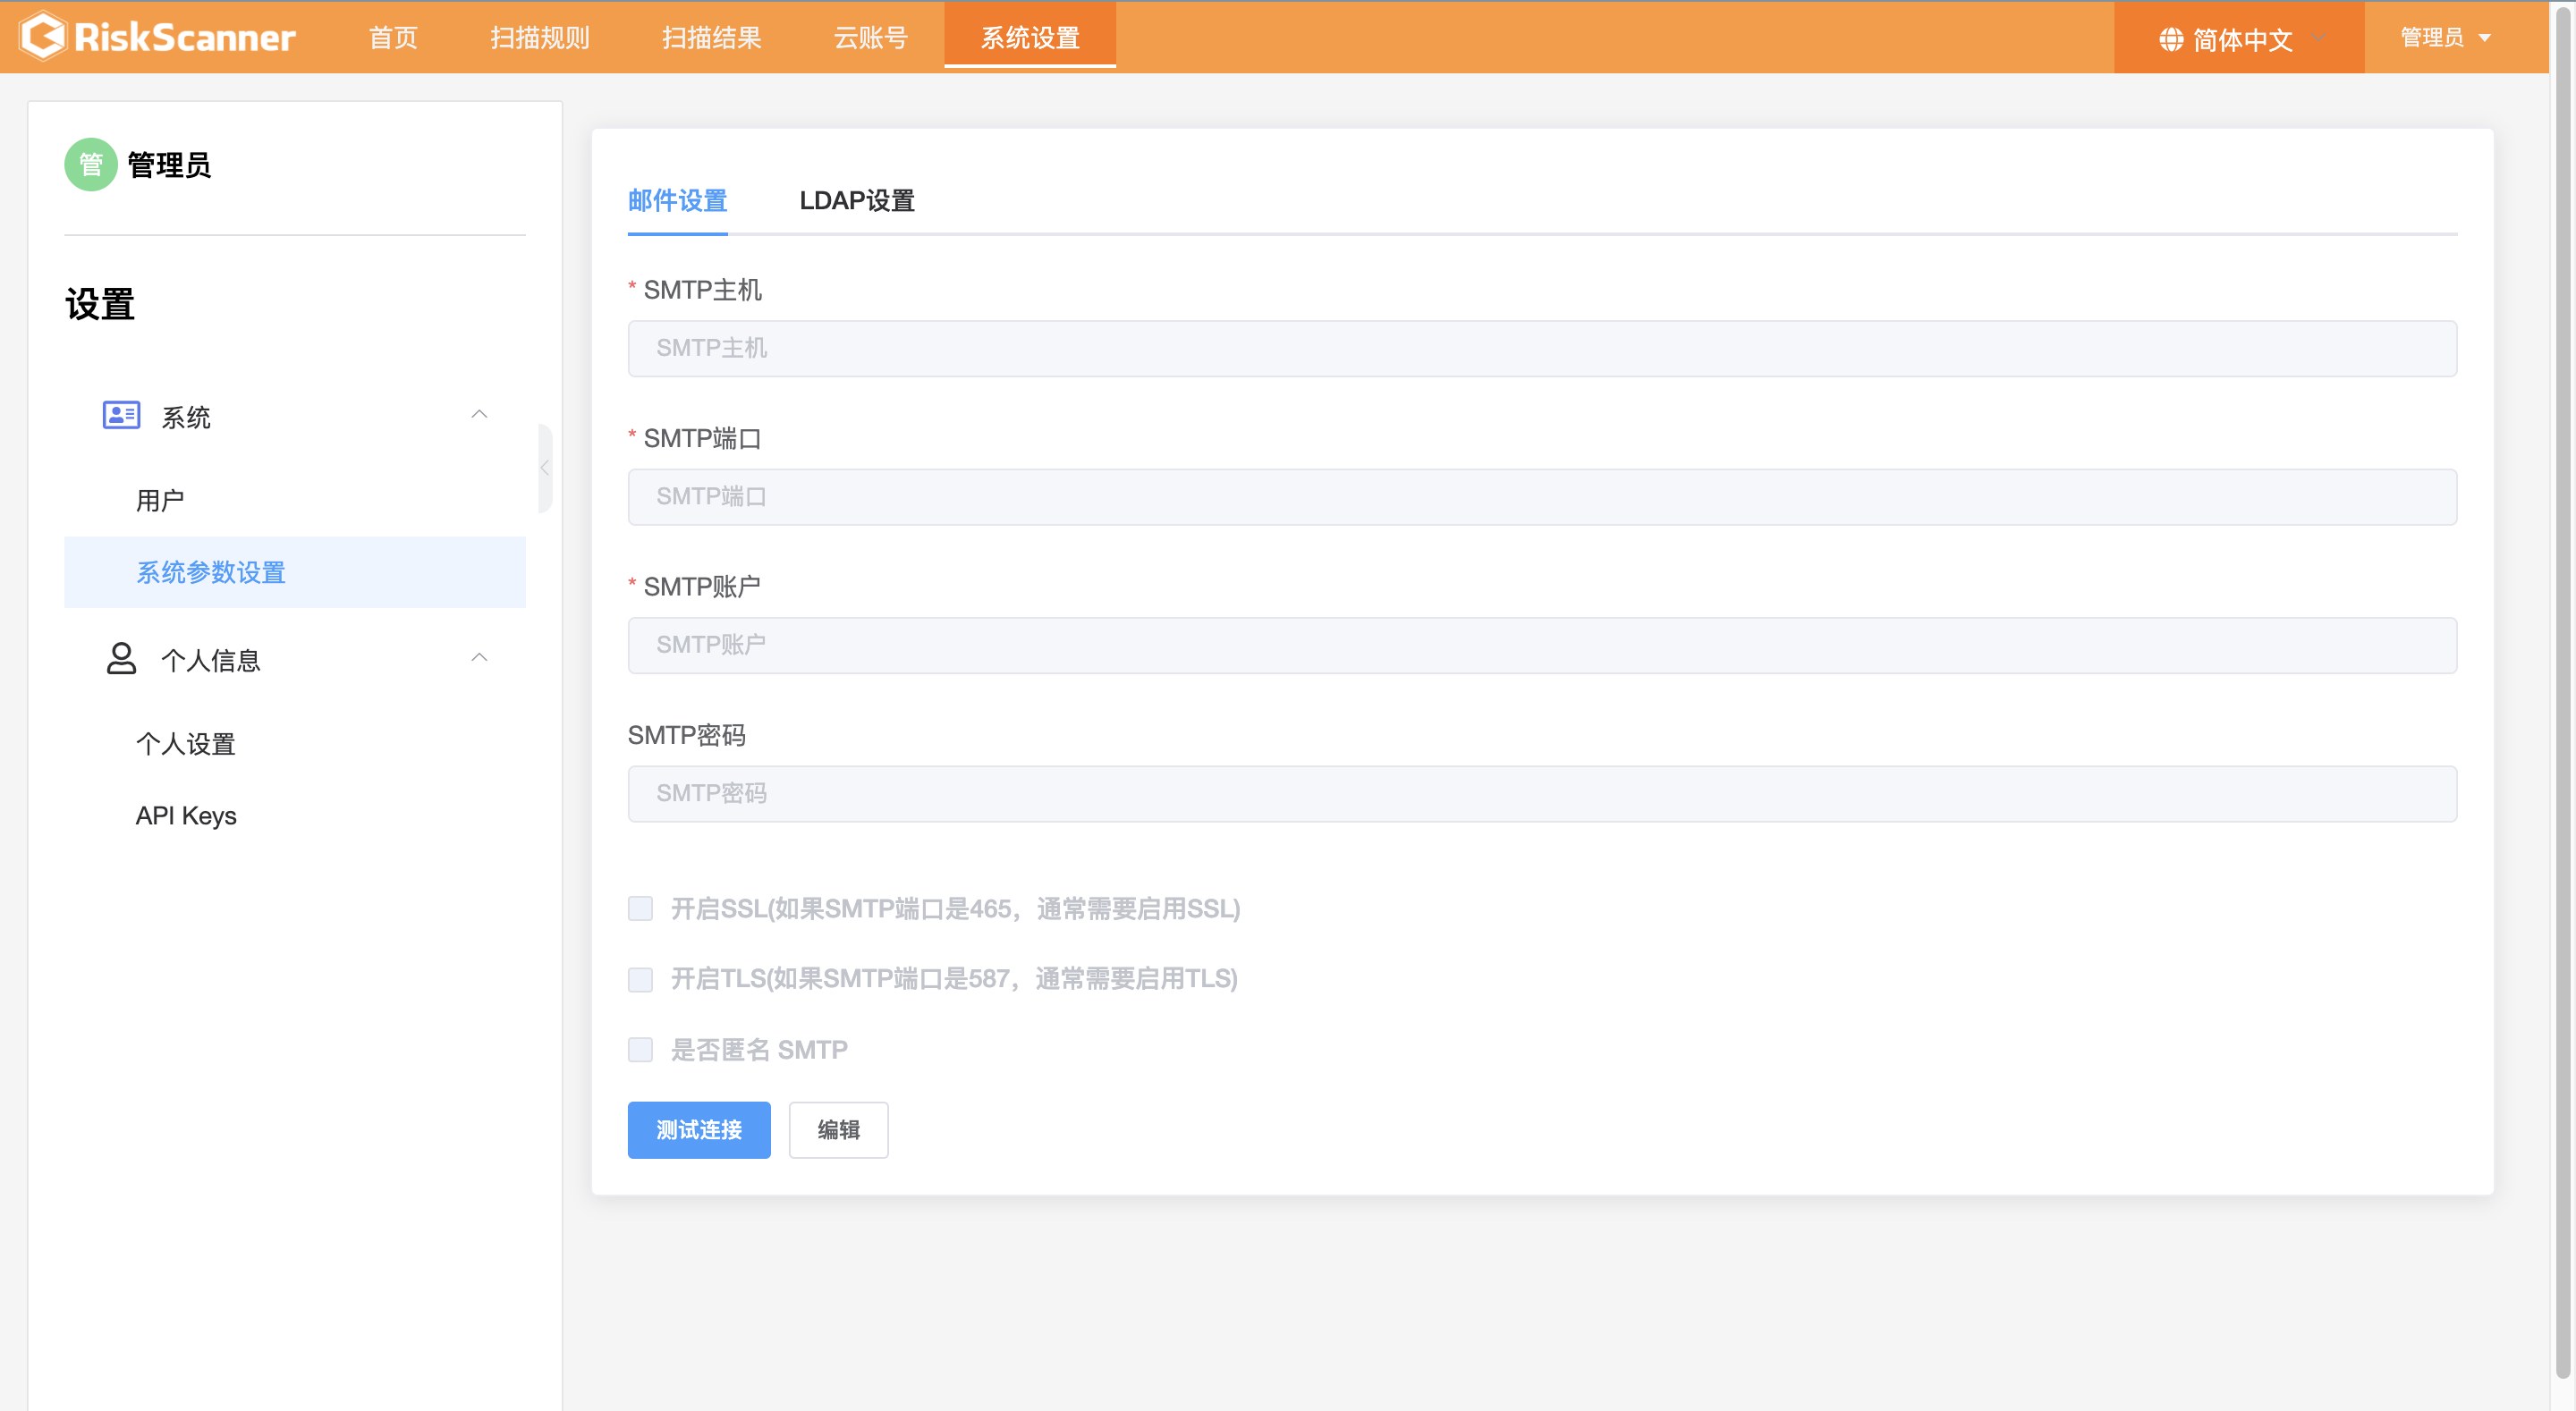 RiskScanner 首页 扫描规则 扫描结果 云账号 系统设置 简体中文 管理员
管 管理员
设置
系统
用户
系统参数设置
个人信息
个人设置
API Keys
邮件设置 LDAP设置
* SMTP主机
SMTP主机
* SMTP端口
SMTP端口
* SMTP账户
SMTP账户
SMTP密码
SMTP密码
开启SSL(如果SMTP端口是465，通常需要启用SSL)
开启TLS(如果SMTP端口是587，通常需要启用TLS)
是否匿名 SMTP
测试连接 编辑